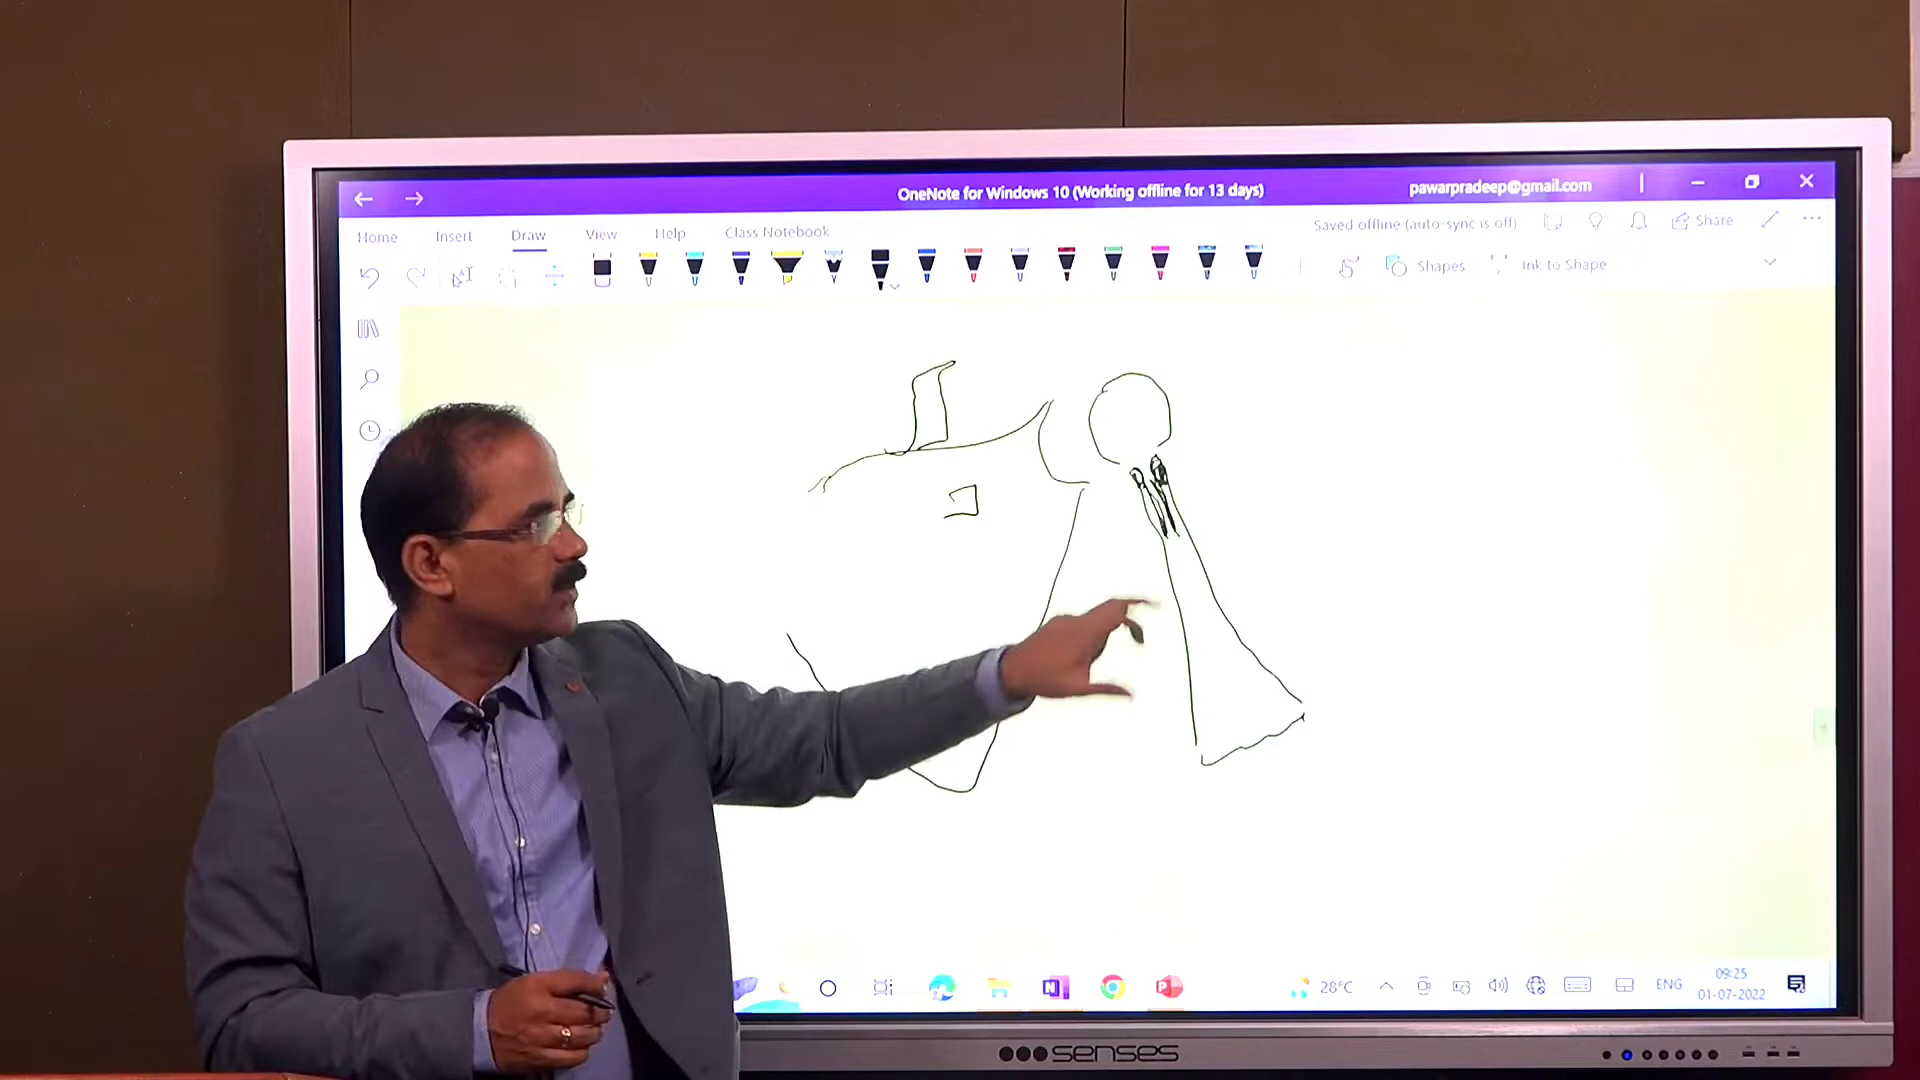 OneNote for Windows 10 (Working offline for 13 days)
pawarpradeep@gmail.com
Home Insert Draw View Help Class Notebook
Saved offline (auto-sync is off)
Share
Shapes
Ink to Shape
28°C
ENG
09:25
01-07-2022
senses